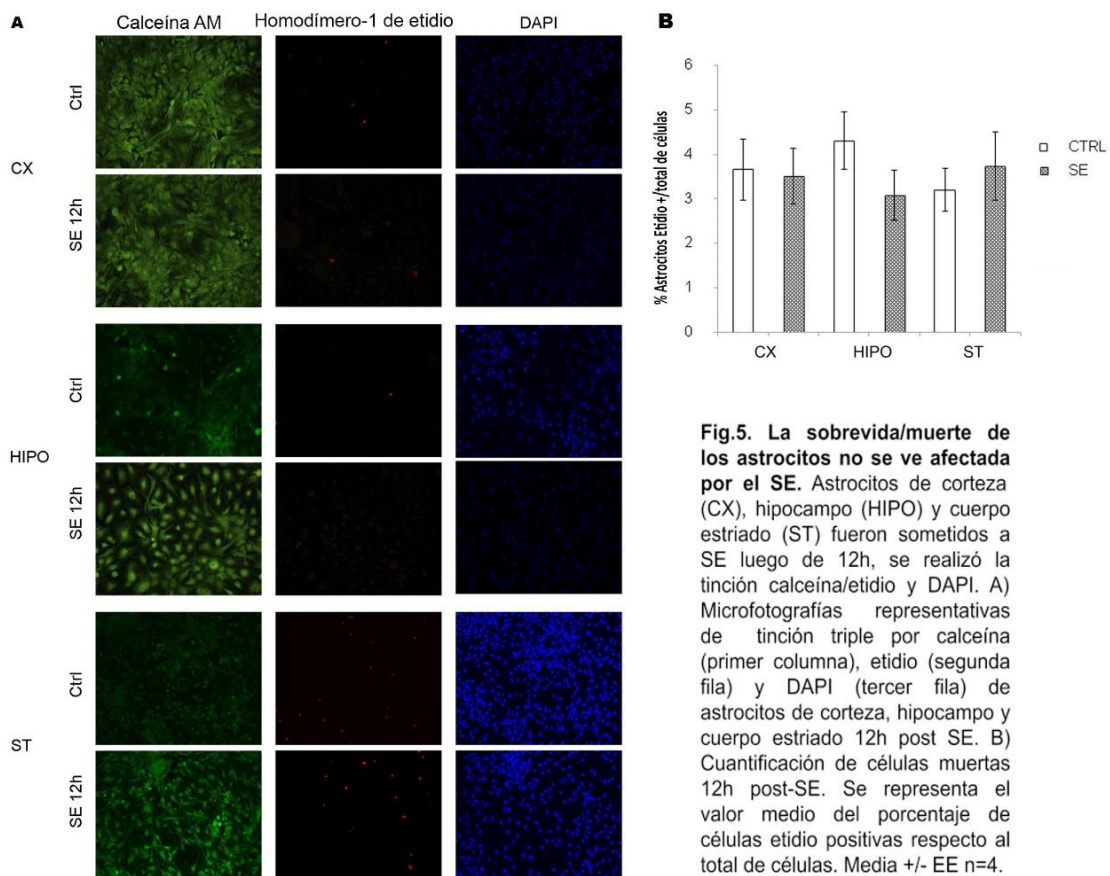 A
Calceína AM
Homodímero-1 de etidio
DAPI
CX
Ctrl
SE 12h
HIPO
Ctrl
SE 12h
ST
Ctrl
SE 12h
B
% Astrocitos Etidio +/total de células
6
5
4
3
2
1
0
CX
HIPO
ST
CTRL
SE
Fig.5. La sobrevida/muerte de
los astrocitos no se ve afectada
por el SE. Astrocitos de corteza
(CX), hipocampo (HIPO) y cuerpo
estriado (ST) fueron sometidos a
SE luego de 12h, se realizó la
tinción calceína/etidio y DAPI. A)
Microfotografías representativas
de tinción triple por calceína
(primer columna), etidio (segunda
fila) y DAPI (tercer fila) de
astrocitos de corteza, hipocampo y
cuerpo estriado 12h post SE. B)
Cuantificación de células muertas
12h post-SE. Se representa el
valor medio del porcentaje de
células etidio positivas respecto al
total de células. Media +/- EE n=4.